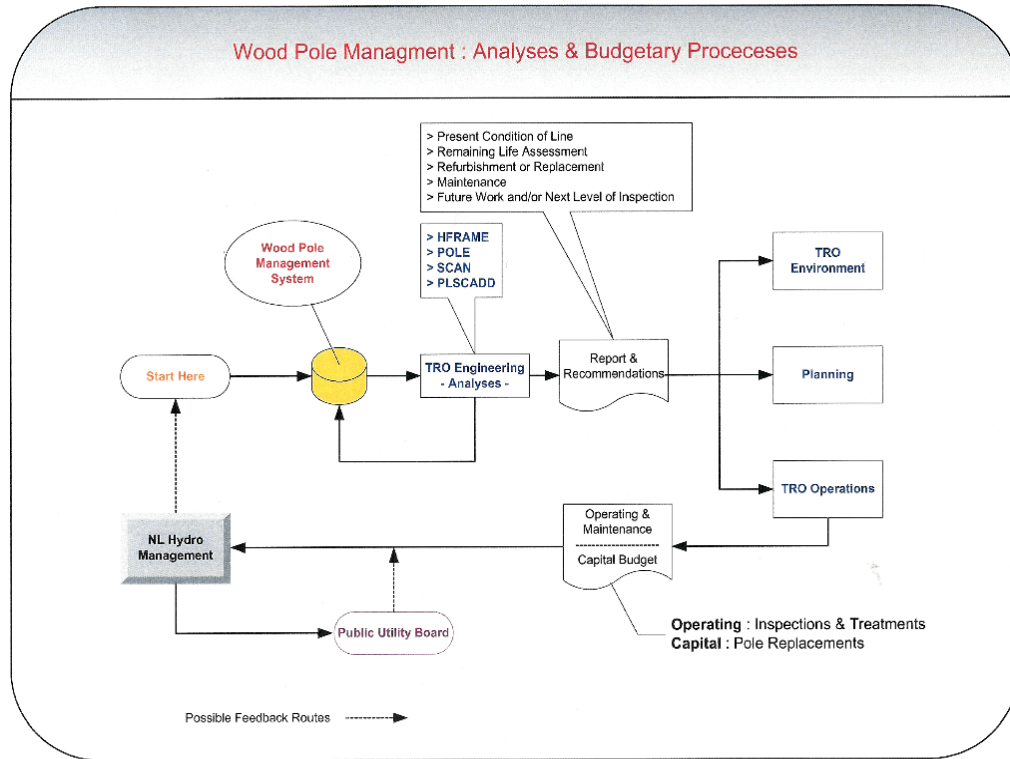 Wood Pole Managment : Analyses & Budgetary Proceceses
> Present Condition of Line
> Remaining Life Assessment
> Refurbishment or Replacement
> Maintenance
> Future Work and/or Next Level of Inspection
> HFRAME
> POLE
> SCAN
> PLSCADD
Wood Pole
Management
System
TRO
Environment
Start Here
TRO Engineering
- Analyses -
Report &
Recommendations
Planning
TRO Operations
NL Hydro
Management
Operating &
Maintenance
Capital Budget
Public Utility Board
Operating : Inspections & Treatments
Capital : Pole Replacements
Possible Feedback Routes